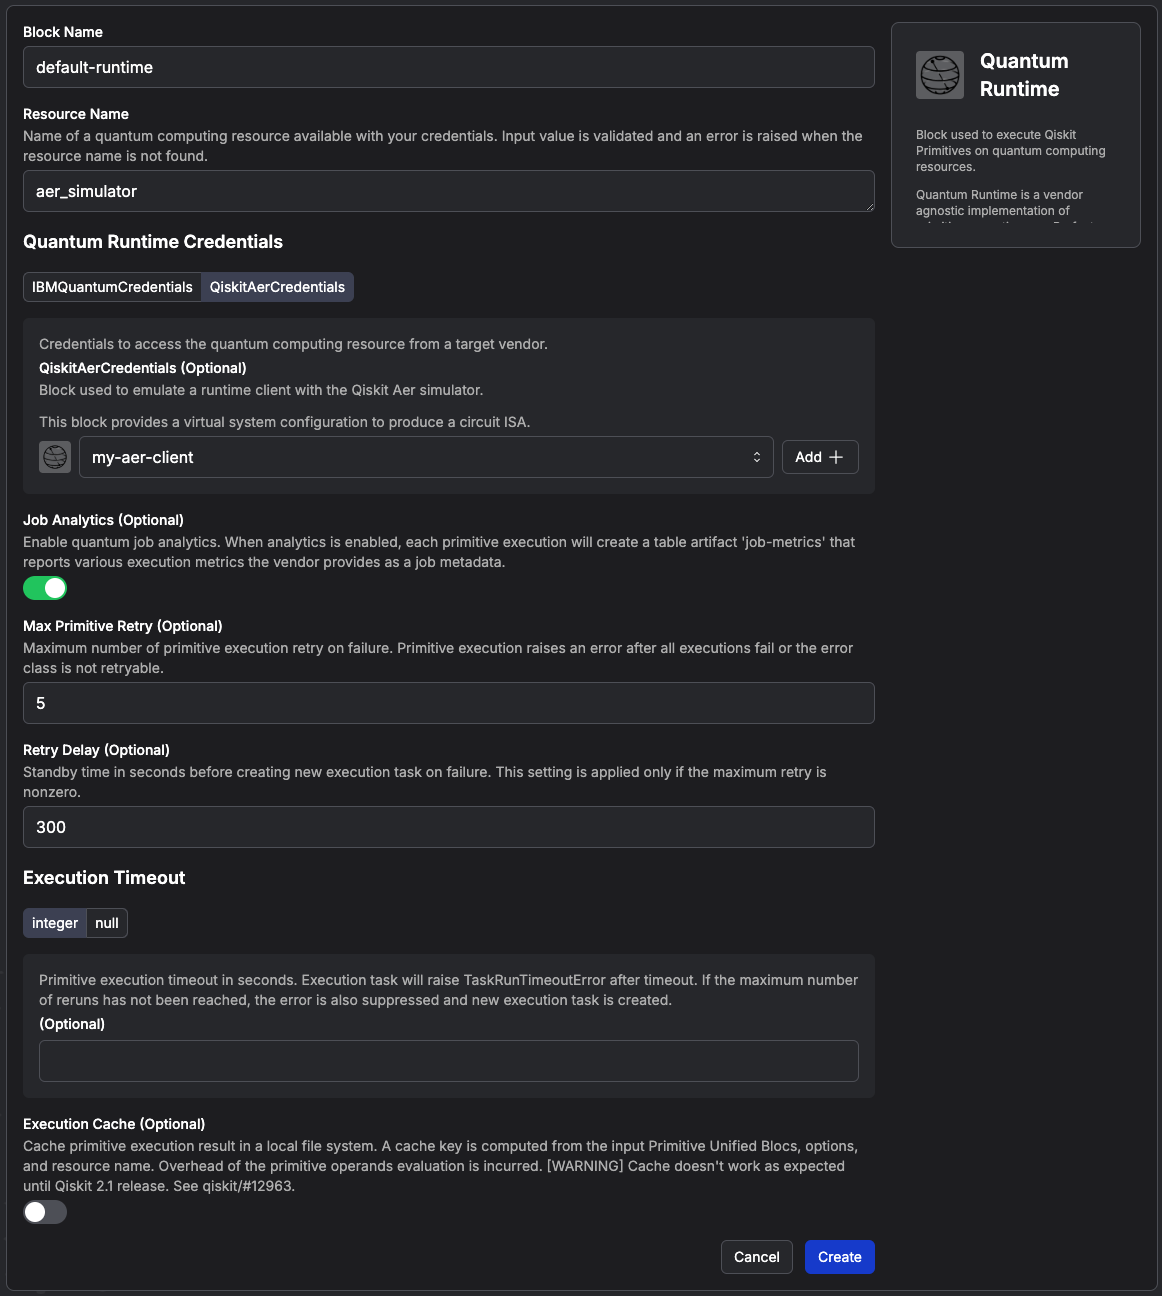 Block Name
default-runtime
Resource Name
Name of a quantum computing resource available with your credentials. Input value is validated and an error is raised when the
resource name is not found.
aer_simulator
Quantum Runtime Credentials
IBMQuantumCredentials QiskitAerCredentials
Credentials to access the quantum computing resource from a target vendor.
QiskitAerCredentials (Optional)
Block used to emulate a runtime client with the Qiskit Aer simulator.
This block provides a virtual system configuration to produce a circuit ISA.
my-aer-client Add +
Job Analytics (Optional)
Enable quantum job analytics. When analytics is enabled, each primitive execution will create a table artifact 'job-metrics' that
reports various execution metrics the vendor provides as a job metadata.
Max Primitive Retry (Optional)
Maximum number of primitive execution retry on failure. Primitive execution raises an error after all executions fail or the error
class is not retryable.
5
Retry Delay (Optional)
Standby time in seconds before creating new execution task on failure. This setting is applied only if the maximum retry is
nonzero.
300
Execution Timeout
integer null
Primitive execution timeout in seconds. Execution task will raise TaskRunTimeoutError after timeout. If the maximum number
of reruns has not been reached, the error is also suppressed and new execution task is created.
(Optional)
Execution Cache (Optional)
Cache primitive execution result in a local file system. A cache key is computed from the input Primitive Unified Blocs, options,
and resource name. Overhead of the primitive operands evaluation is incurred. [WARNING] Cache doesn't work as expected
until Qiskit 2.1 release. See qiskit/#12963.
Cancel Create
Quantum
Runtime
Block used to execute Qiskit
Primitives on quantum computing
resources.
Quantum Runtime is a vendor
agnostic implementation of